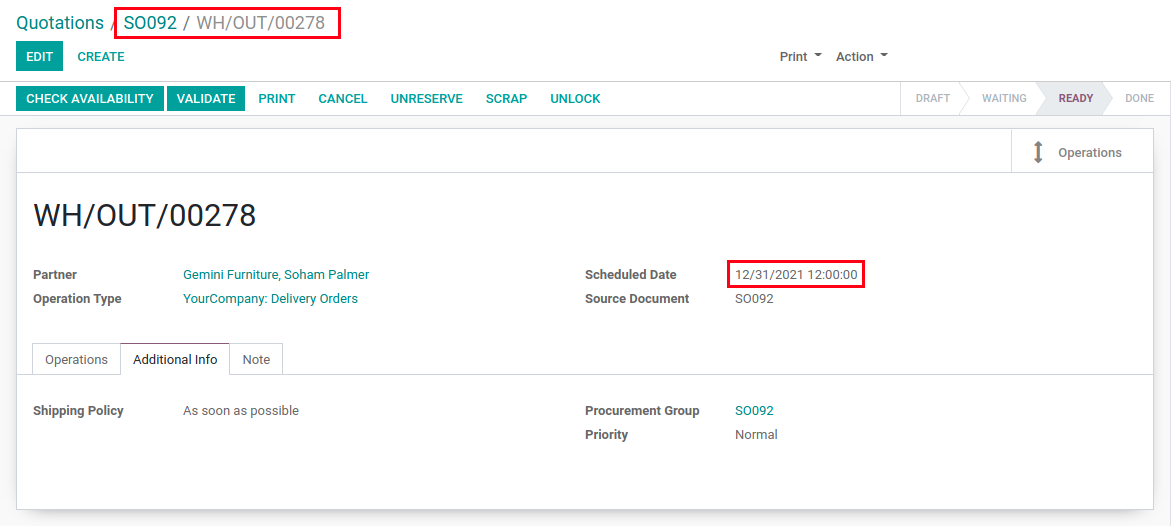 Quotations / SO092 / WH/OUT/00278
EDIT CREATE Print Action
CHECK AVAILABILITY VALIDATE PRINT CANCEL UNRESERVE SCRAP UNLOCK DRAFT WAITING READY DONE
Operations
WH/OUT/00278
Partner Gemini Furniture, Soham Palmer Scheduled Date 12/31/2021 12:00:00
Operation Type YourCompany: Delivery Orders Source Document SO092
Operations Additional Info Note
Shipping Policy As soon as possible Procurement Group SO092
Priority Normal